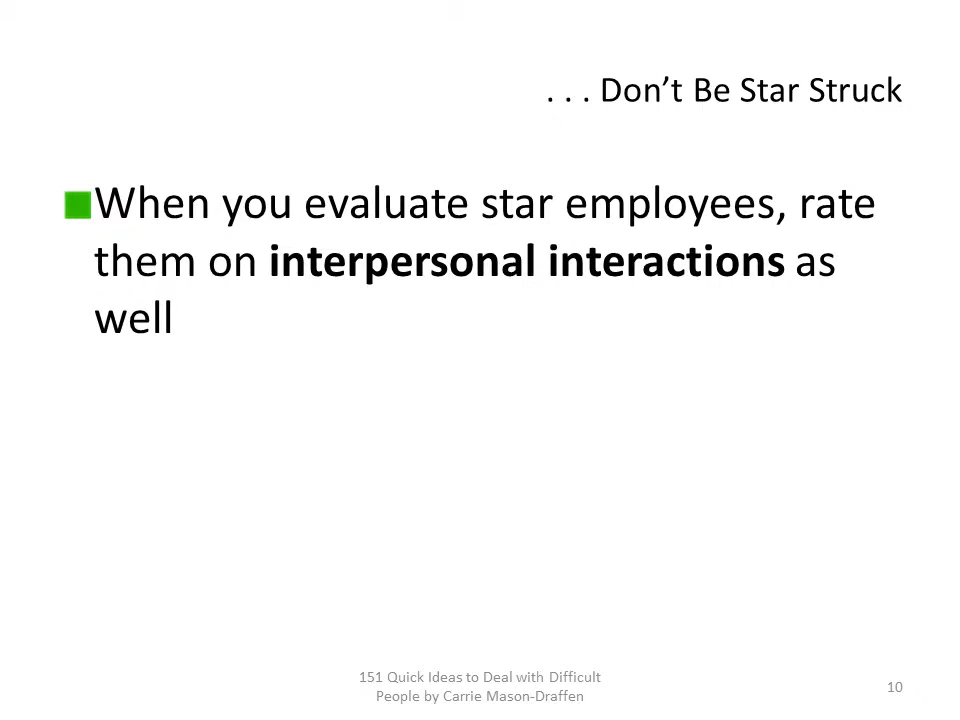 . . . Don’t Be Star Struck
When you evaluate star employees, rate
them on interpersonal interactions as
well
151 Quick Ideas to Deal with Difficult
People by Carrie Mason-Draffen
10